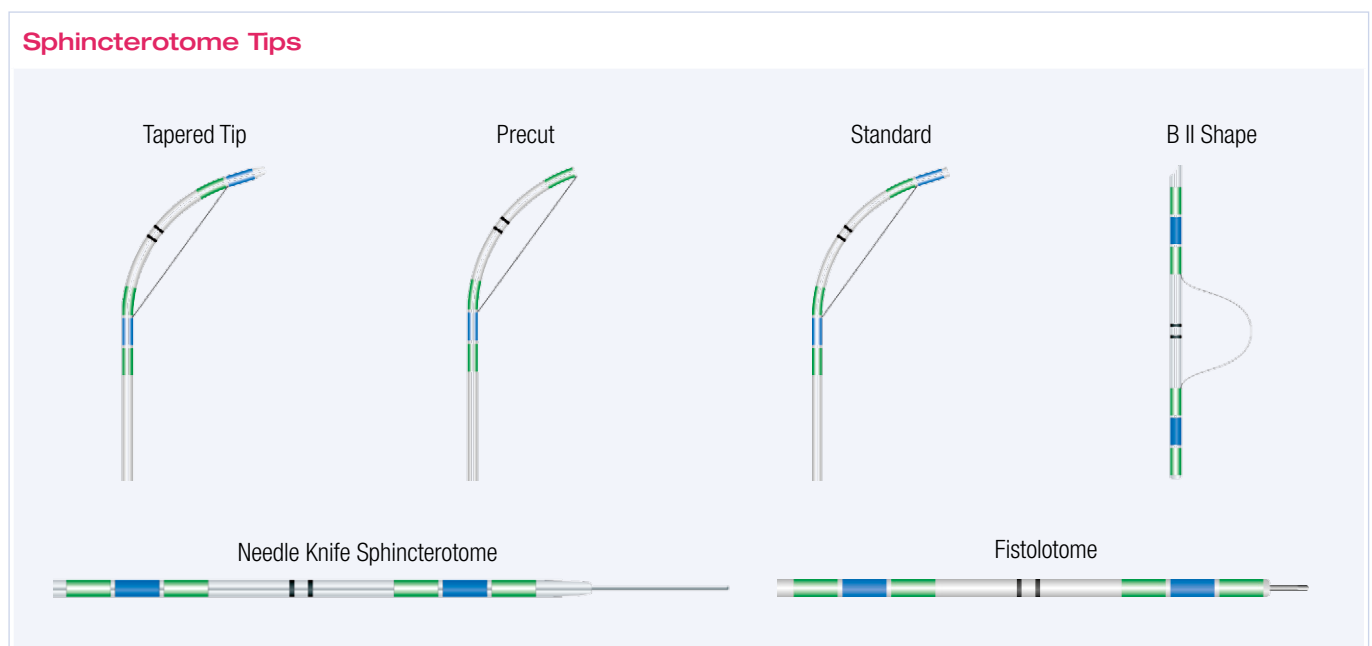 Sphincterotome Tips
Tapered Tip
Precut
Standard
B II Shape
Needle Knife Sphincterotome
Fistolotome